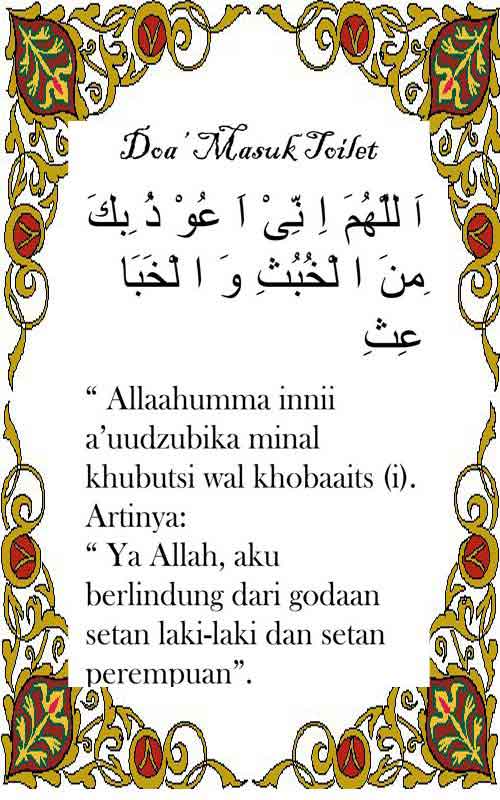 Doa' Masuk Toilet
اَ للَّهُمَ اِ نِّىْ اَ عُوْ ذُ بِكَ
مِنَ ا لْخُبُثِ وَ ا لْخَبَا
عِثِ
“ Allaahumma innii
a’uudzubika minal
khubutsi wal khobaaits (i).
Artinya:
“ Ya Allah, aku
berlindung dari godaan
setan laki-laki dan setan
perempuan”.